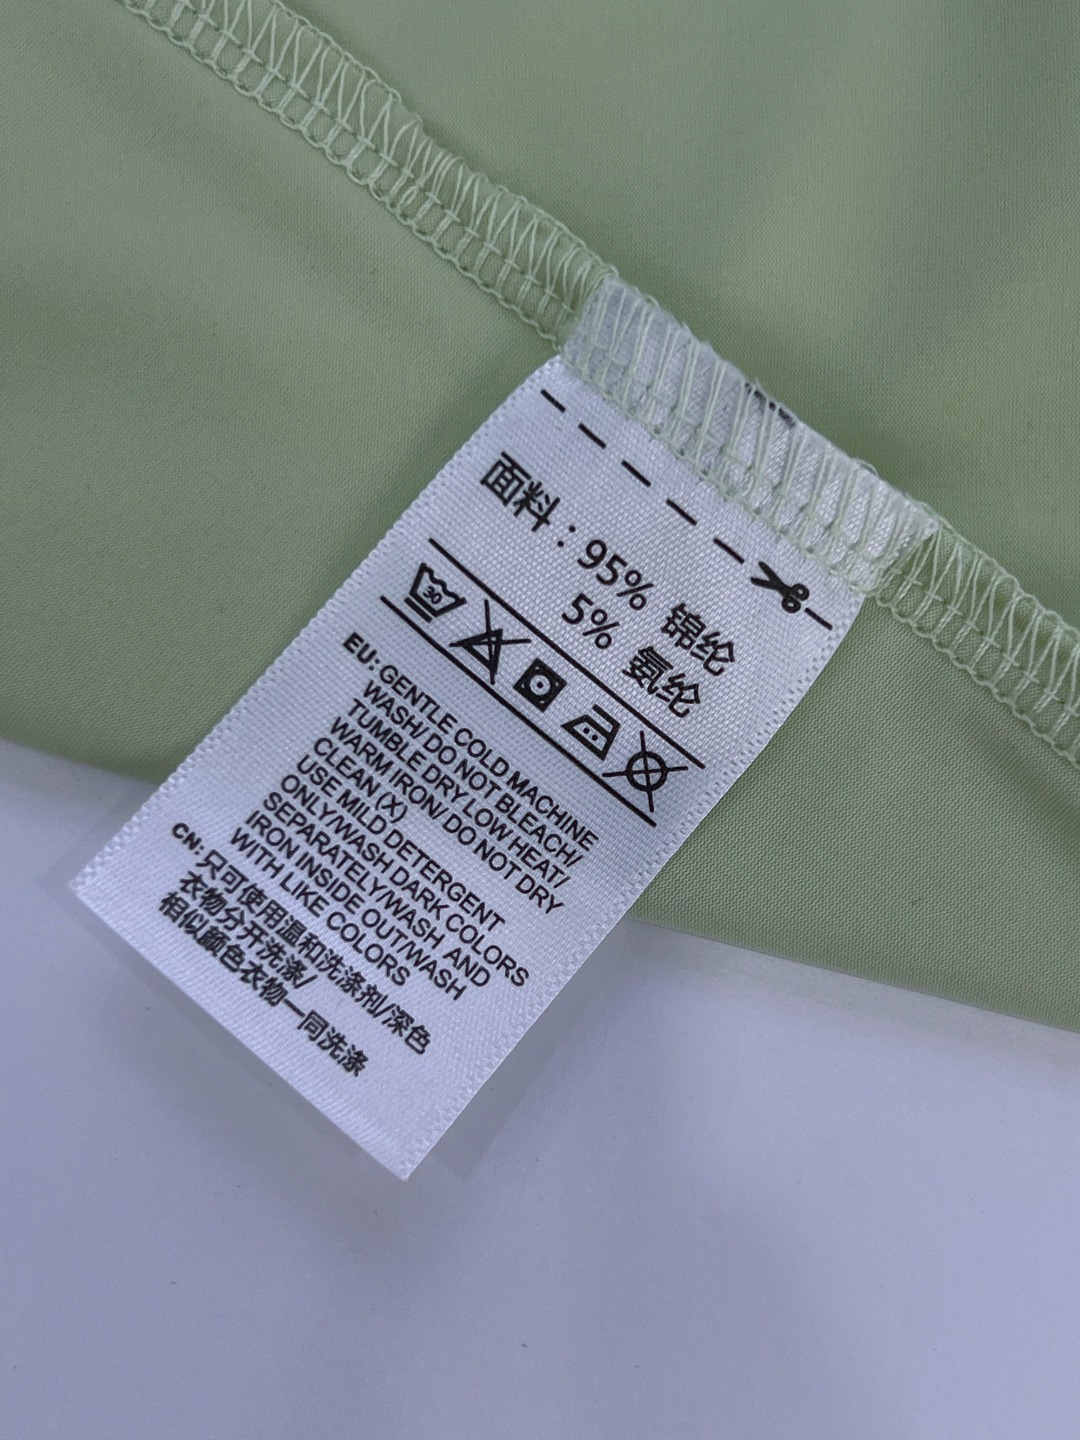 面料：95% 锦纶
5% 氨纶
30
EU: GENTLE COLD MACHINE
WASH/DO NOT BLEACH/
TUMBLE DRY LOW HEAT/
WARM IRON/ DO NOT DRY
CLEAN (X)
USE MILD DETERGENT
ONLY/WASH DARK COLORS
SEPARATELY/WASH AND
IRON INSIDE OUT/WASH
WITH LIKE COLORS
CN: 只可使用温和洗涤剂/深色
衣物分开洗涤/
相似颜色衣物一同洗涤